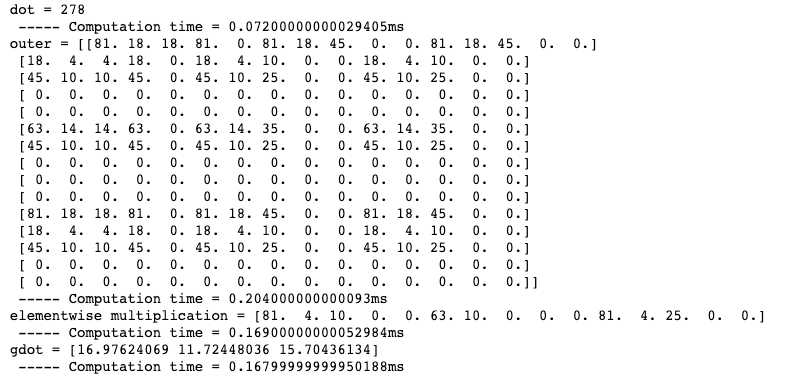 dot = 278
 ----- Computation time = 0.07200000000029405ms
outer = [[81. 18. 18. 81.  0. 81. 18. 45.  0.  0. 81. 18. 45.  0.  0.]
 [18.  4.  4. 18.  0. 18.  4. 10.  0.  0. 18.  4. 10.  0.  0.]
 [45. 10. 10. 45.  0. 45. 10. 25.  0.  0. 45. 10. 25.  0.  0.]
 [ 0.  0.  0.  0.  0.  0.  0.  0.  0.  0.  0.  0.  0.  0.  0.]
 [ 0.  0.  0.  0.  0.  0.  0.  0.  0.  0.  0.  0.  0.  0.  0.]
 [63. 14. 14. 63.  0. 63. 14. 35.  0.  0. 63. 14. 35.  0.  0.]
 [45. 10. 10. 45.  0. 45. 10. 25.  0.  0. 45. 10. 25.  0.  0.]
 [ 0.  0.  0.  0.  0.  0.  0.  0.  0.  0.  0.  0.  0.  0.  0.]
 [ 0.  0.  0.  0.  0.  0.  0.  0.  0.  0.  0.  0.  0.  0.  0.]
 [ 0.  0.  0.  0.  0.  0.  0.  0.  0.  0.  0.  0.  0.  0.  0.]
 [81. 18. 18. 81.  0. 81. 18. 45.  0.  0. 81. 18. 45.  0.  0.]
 [18.  4.  4. 18.  0. 18.  4. 10.  0.  0. 18.  4. 10.  0.  0.]
 [45. 10. 10. 45.  0. 45. 10. 25.  0.  0. 45. 10. 25.  0.  0.]
 [ 0.  0.  0.  0.  0.  0.  0.  0.  0.  0.  0.  0.  0.  0.  0.]
 [ 0.  0.  0.  0.  0.  0.  0.  0.  0.  0.  0.  0.  0.  0.  0.]]
 ----- Computation time = 0.204000000000093ms
elementwise multiplication = [81.  4. 10.  0.  0. 63. 10.  0.  0.  0. 81.  4. 25.  0.  0.]
 ----- Computation time = 0.16900000000052984ms
gdot = [16.97624069 11.72448036 15.70436134]
 ----- Computation time = 0.16799999999950188ms